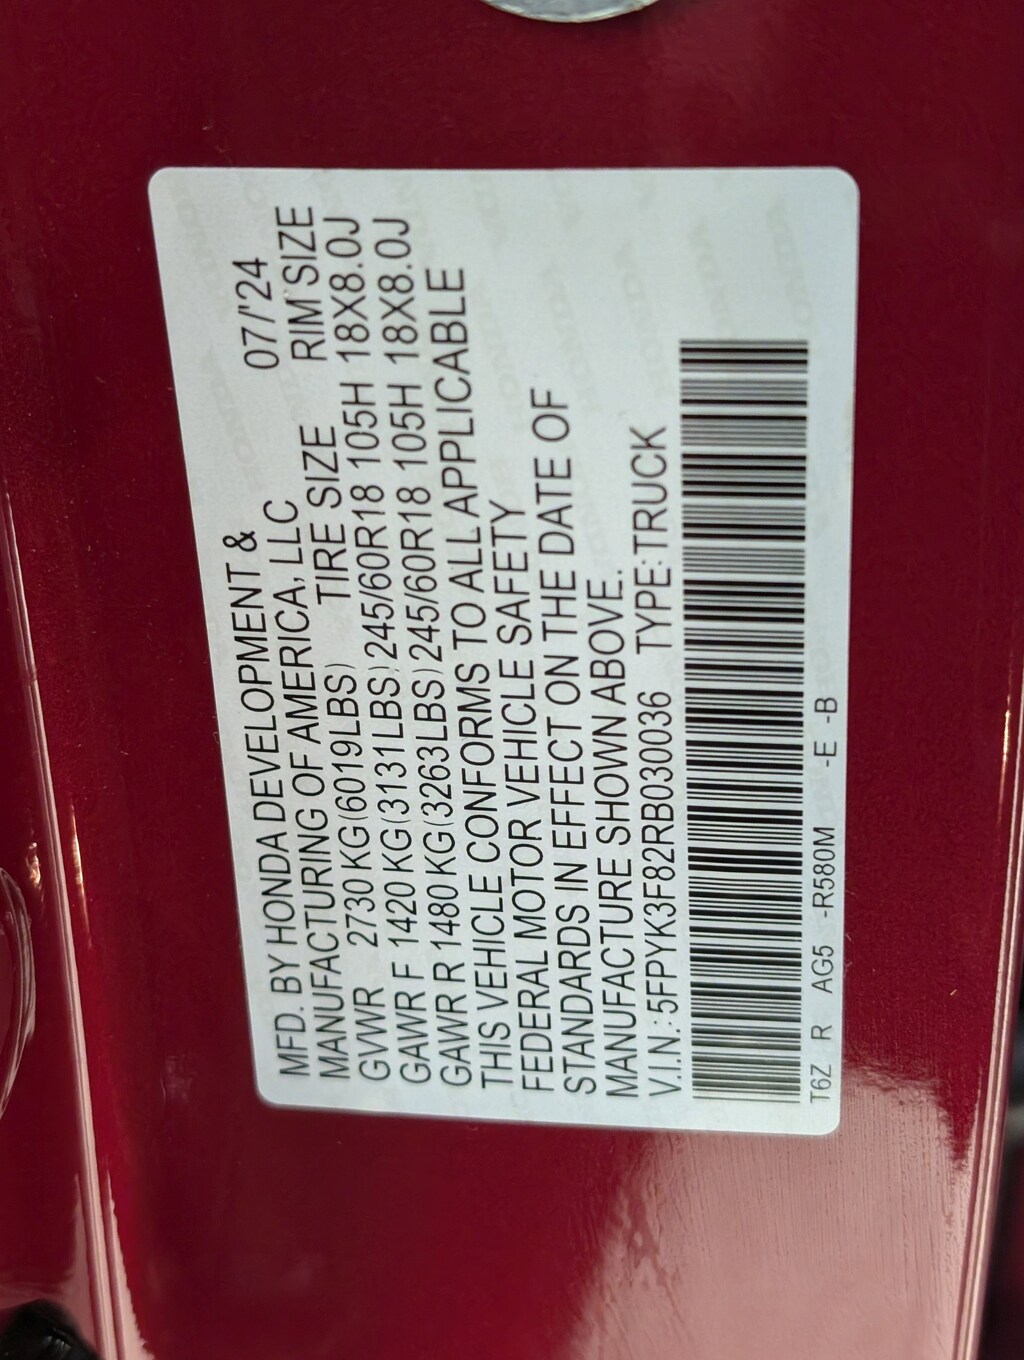 MFD. BY HONDA DEVELOPMENT & 07/'24
MANUFACTURING OF AMERICA, LLC
TIRE SIZE RIM SIZE
GVWR 2730 KG(6019LBS)
GAWR F 1420 KG(3131LBS) 245/60R18 105H 18X8.0J
GAWR R 1480 KG(3263LBS) 245/60R18 105H 18X8.0J
THIS VEHICLE CONFORMS TO ALL APPLICABLE
FEDERAL MOTOR VEHICLE SAFETY
STANDARDS IN EFFECT ON THE DATE OF
MANUFACTURE SHOWN ABOVE.
V.I.N.: 5FPYK3F82RB030036 TYPE: TRUCK
T6Z R AG5 -R580M -E -B